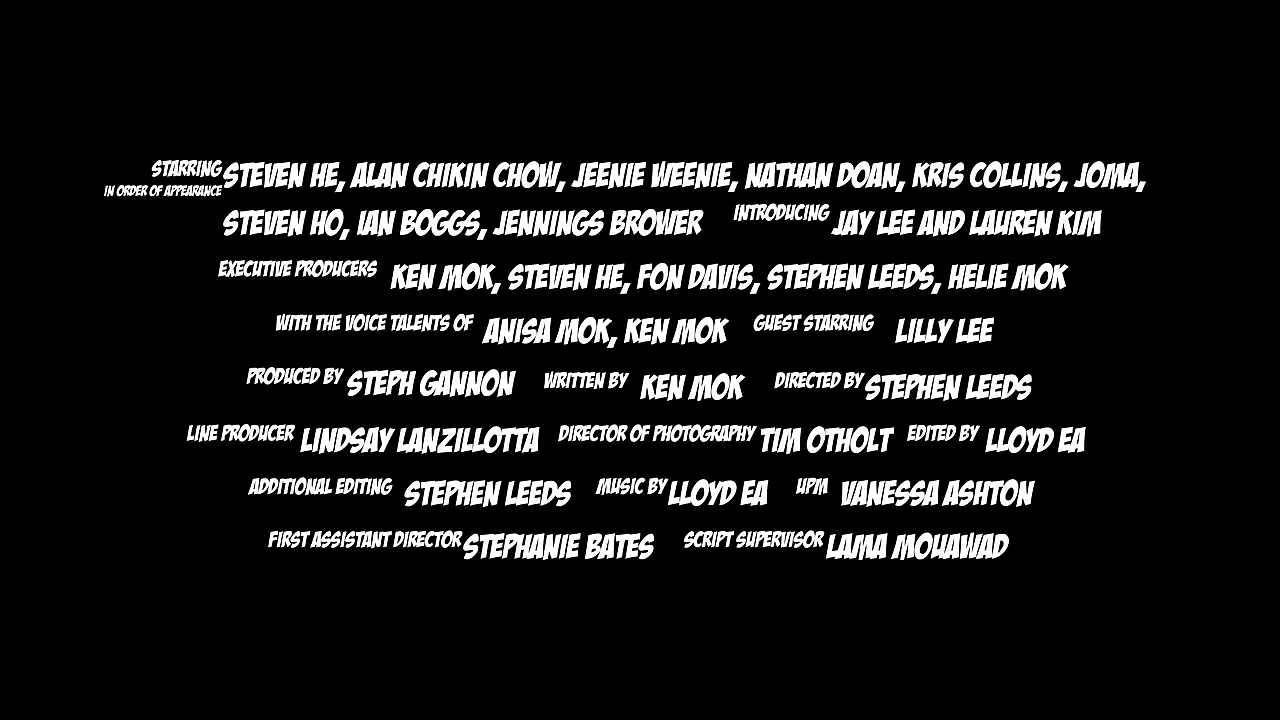 STARRING STEVEN HE, ALAN CHIKIN CHOW, JEENIE WEENIE, NATHAN DOAN, KRIS COLLINS, JOMA,
IN ORDER OF APPEARANCE
STEVEN HO, IAN BOGGS, JENNINGS BROWER INTRODUCING JAY LEE AND LAUREN KIM
EXECUTIVE PRODUCERS KEN MOK, STEVEN HE, FON DAVIS, STEPHEN LEEDS, HELIE MOK
WITH THE VOICE TALENTS OF ANISA MOK, KEN MOK GUEST STARRING LILLY LEE
PRODUCED BY STEPH GANNON WRITTEN BY KEN MOK DIRECTED BY STEPHEN LEEDS
LINE PRODUCER LINDSAY LANZILLOTTA DIRECTOR OF PHOTOGRAPHY TIM OTHOLT EDITED BY LLOYD EA
ADDITIONAL EDITING STEPHEN LEEDS MUSIC BY LLOYD EA UPM VANESSA ASHTON
FIRST ASSISTANT DIRECTOR STEPHANIE BATES SCRIPT SUPERVISOR LAMA MOUAWAD